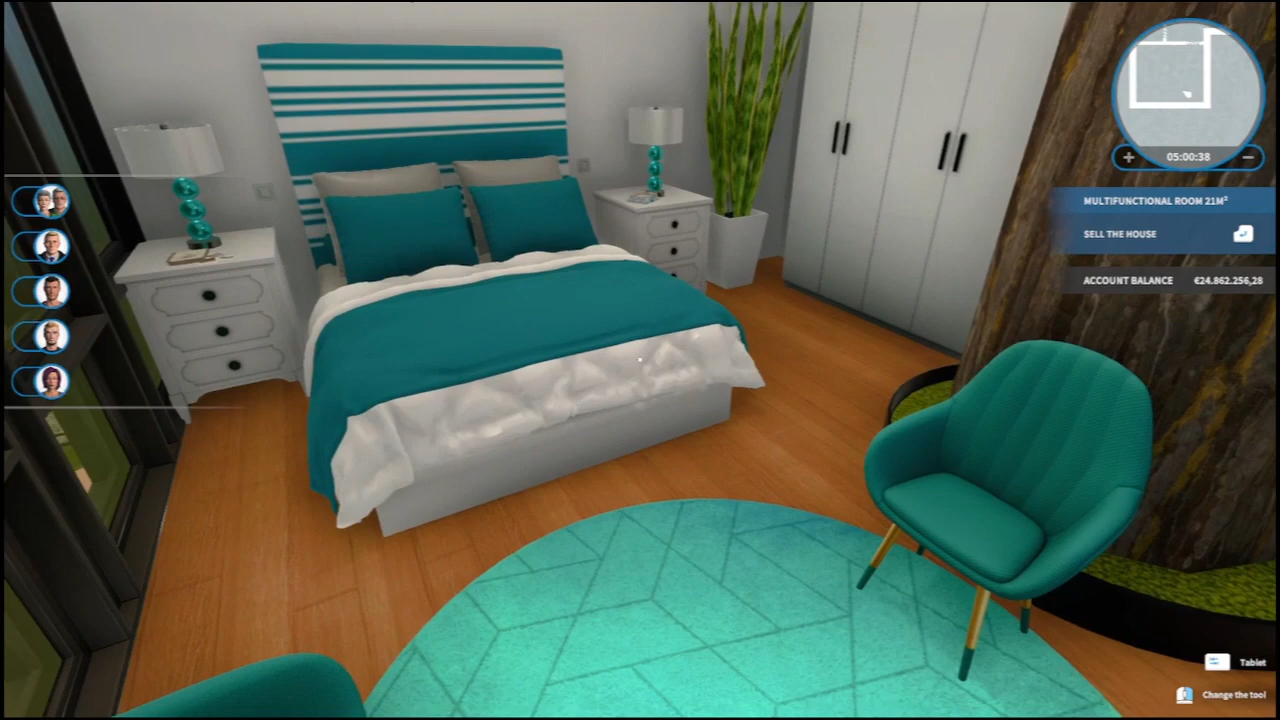 05:00:38
MULTIFUNCTIONAL ROOM 21M²
SELL THE HOUSE
ACCOUNT BALANCE €24.862.256,28
Tablet
Change the tool